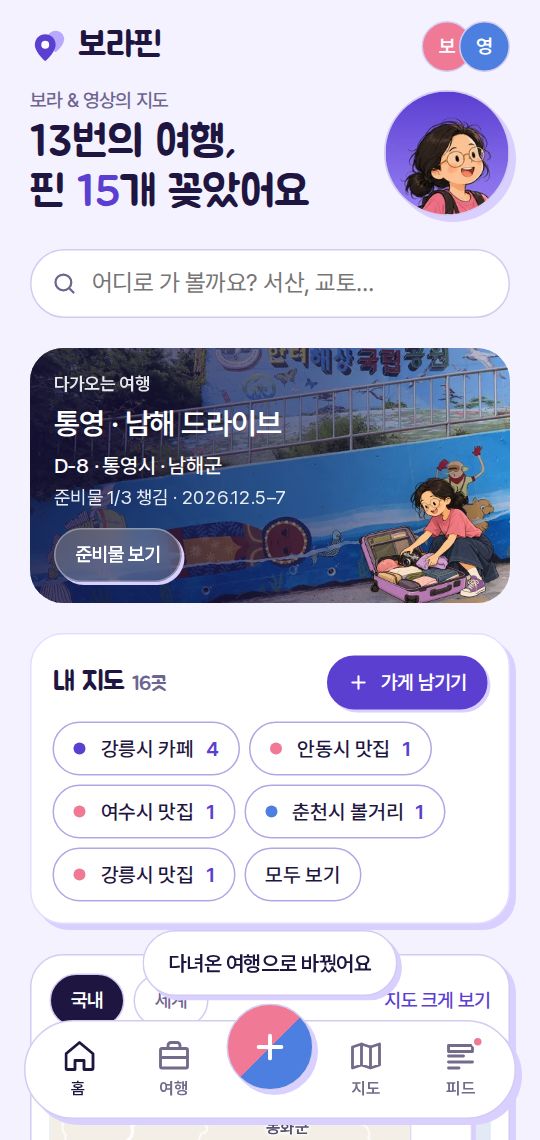 보라핀
보 영
보라 & 영상의 지도
13번의 여행,
핀 15개 꽂았어요
어디로 가 볼까요? 서산, 교토...
다가오는 여행
통영 · 남해 드라이브
D-8 · 통영시 · 남해군
준비물 1/3 챙김 · 2026.12.5–7
준비물 보기
내 지도 16곳
+ 가게 남기기
강릉시 카페 4
안동시 맛집 1
여수시 맛집 1
춘천시 볼거리 1
강릉시 맛집 1
모두 보기
다녀온 여행으로 바꿨어요
국내 세계 지도 크게 보기
홈 여행 지도 피드